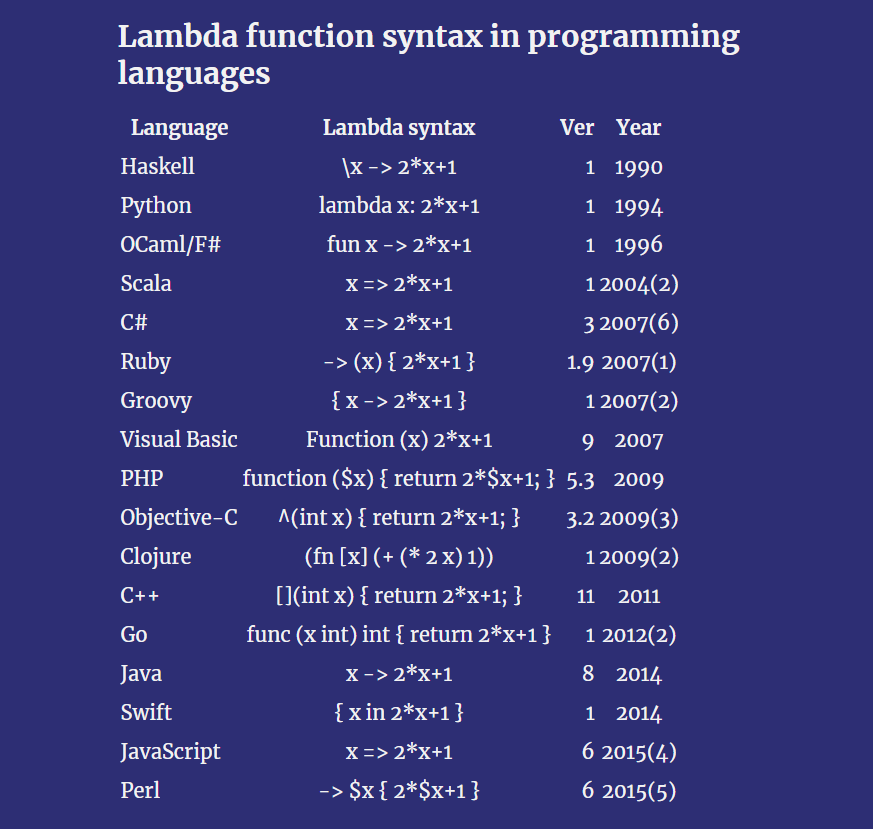 Lambda function syntax in programming
languages
Language Lambda syntax Ver Year
Haskell \x -> 2*x+1 1 1990
Python lambda x: 2*x+1 1 1994
OCaml/F# fun x -> 2*x+1 1 1996
Scala x => 2*x+1 1 2004(2)
C# x => 2*x+1 3 2007(6)
Ruby -> (x) { 2*x+1 } 1.9 2007(1)
Groovy { x -> 2*x+1 } 1 2007(2)
Visual Basic Function (x) 2*x+1 9 2007
PHP function ($x) { return 2*$x+1; } 5.3 2009
Objective-C ^(int x) { return 2*x+1; } 3.2 2009(3)
Clojure (fn [x] (+ (* 2 x) 1)) 1 2009(2)
C++ [](int x) { return 2*x+1; } 11 2011
Go func (x int) int { return 2*x+1 } 1 2012(2)
Java x -> 2*x+1 8 2014
Swift { x in 2*x+1 } 1 2014
JavaScript x => 2*x+1 6 2015(4)
Perl -> $x { 2*$x+1 } 6 2015(5)